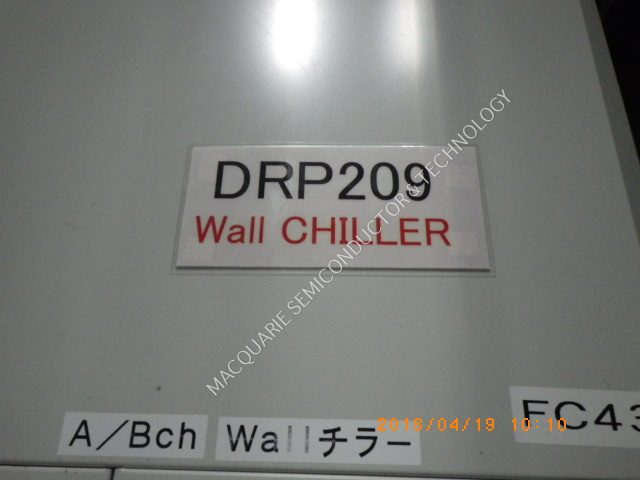 DRP209
Wall CHILLER
MACQUARIE SEMICONDUCTOR & TECHNOLOGY
A/Bch
Wallチラー
2016/04/19 10:10
FC43